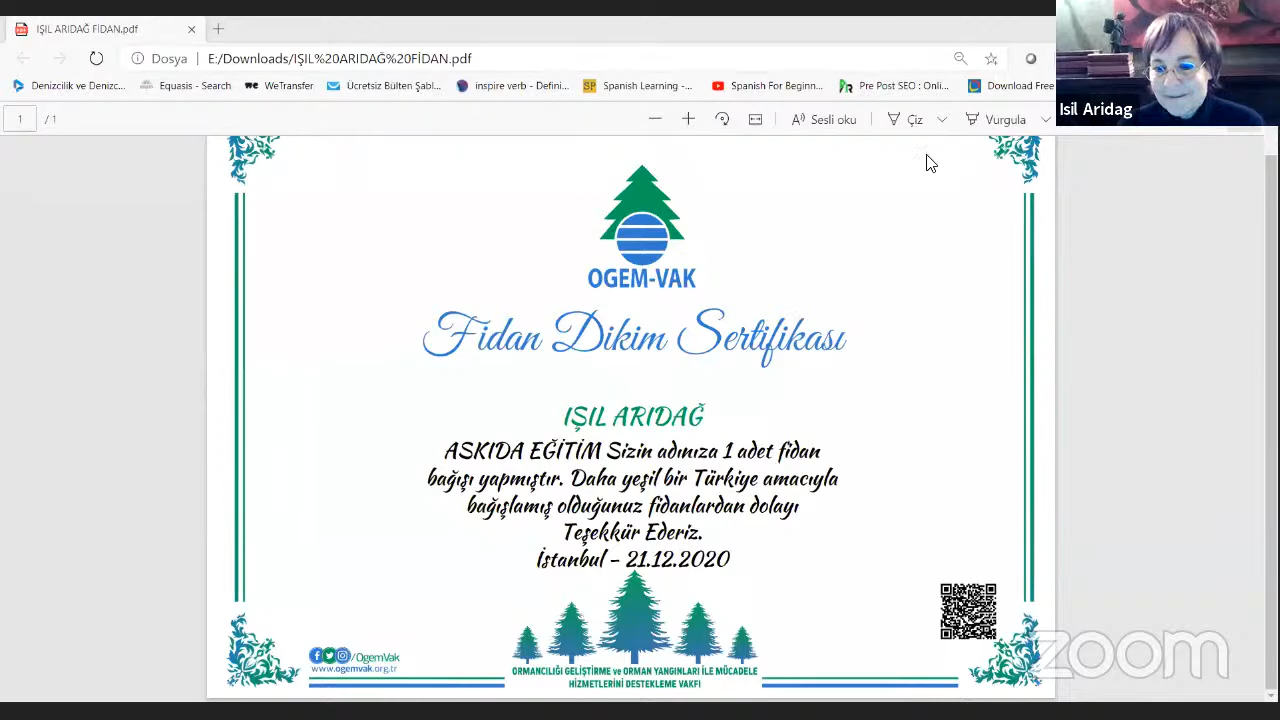 IŞIL ARIDAĞ FİDAN.pdf
Dosya
E:/Downloads/IŞIL%20ARIDAĞ%20FİDAN.pdf
Denizcilik ve Denizc...
Equasis - Search
WeTransfer
Ücretsiz Bülten Şabl...
inspire verb - Defini...
SP Spanish Learning -...
Spanish For Beginn...
Pre Post SEO : Onli...
Download Free
1 / 1
Sesli oku
Çiz
Vurgula
Isil Aridag
OGEM-VAK
Fidan Dikim Sertifikası
IŞIL ARIDAĞ
ASKIDA EĞİTİM Sizin adınıza 1 adet fidan
bağışı yapmıştır. Daha yeşil bir Türkiye amacıyla
bağışlamış olduğunuz fidanlardan dolayı
Teşekkür Ederiz.
İstanbul - 21.12.2020
/OgemVak
www.ogemvak.org.tr
ORMANCILIĞI GELİŞTİRME ve ORMAN YANGINLARI İLE MÜCADELE
HİZMETLERİNİ DESTEKLEME VAKFI
zoom